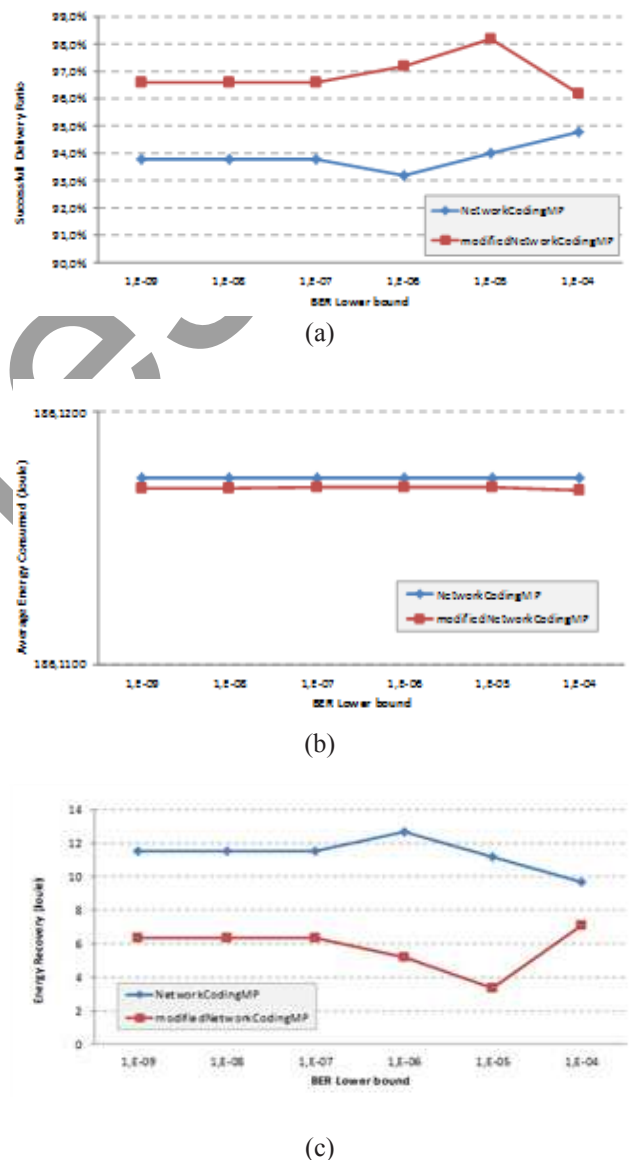 99,0%
98,0%
97,0%
96,0%
95,0%
94,0%
93,0%
92,0%
91,0%
90,0%
Successfull Delivery Ratio
NetworkCodingMP
modifiedNetworkCodingMP
1,E-09 1,E-08 1,E-07 1,E-06 1,E-05 1,E-04
BER Lower bound
(a)
186,1200
186,1100
Average Energy Consumed (Joule)
NetworkCodingMP
modifiedNetworkCodingMP
1,E-09 1,E-08 1,E-07 1,E-06 1,E-05 1,E-04
BER Lower bound
(b)
14
12
10
8
6
4
2
0
Energy Recovery (Joule)
NetworkCodingMP
modifiedNetworkCodingMP
1,E-09 1,E-08 1,E-07 1,E-06 1,E-05 1,E-04
BER Lower bound
(c)